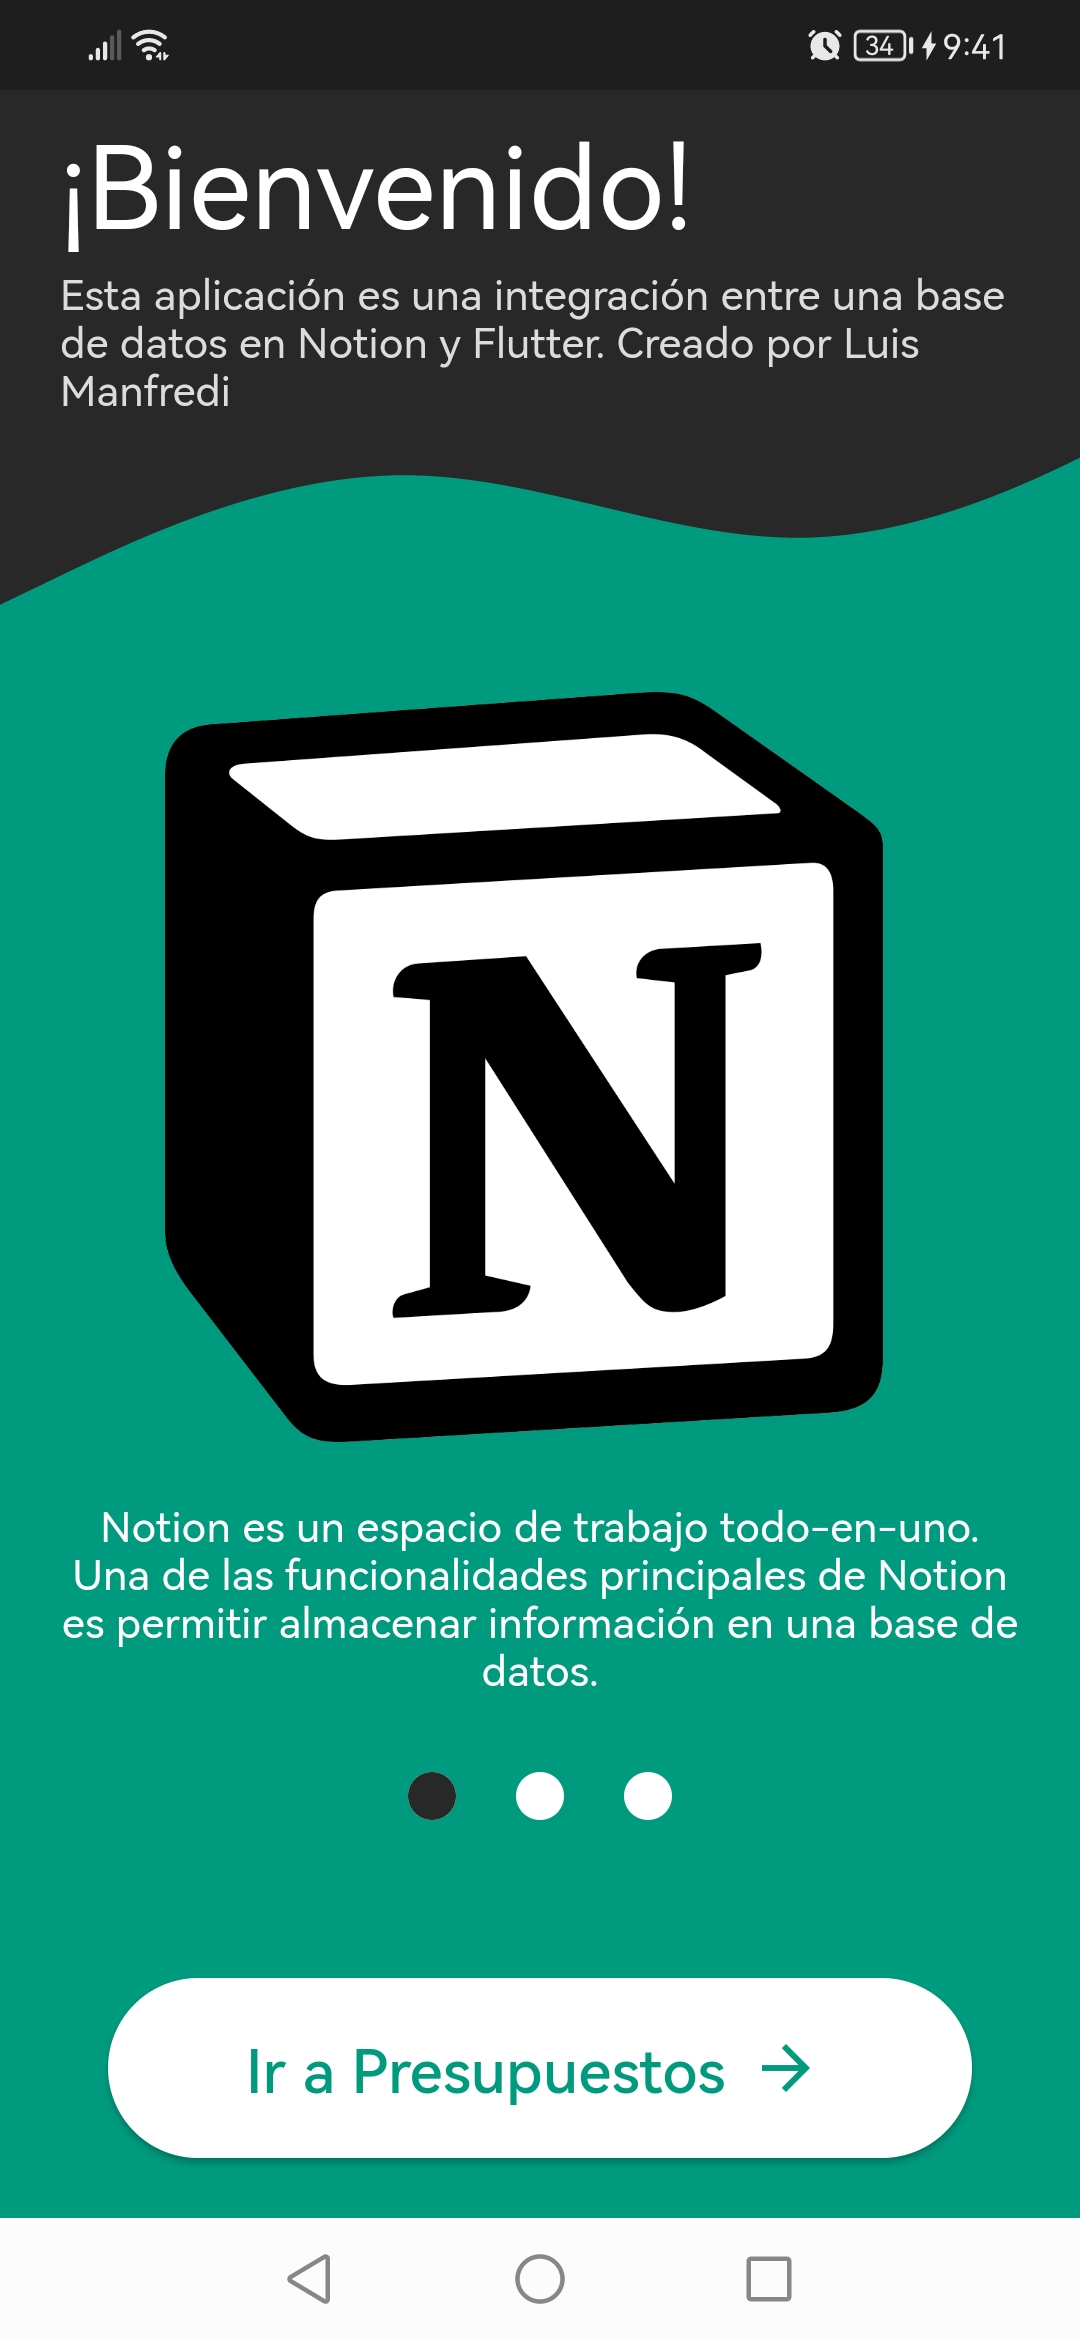 34 9:41
¡Bienvenido!
Esta aplicación es una integración entre una base
de datos en Notion y Flutter. Creado por Luis
Manfredi
N
Notion es un espacio de trabajo todo-en-uno.
Una de las funcionalidades principales de Notion
es permitir almacenar información en una base de
datos.
Ir a Presupuestos